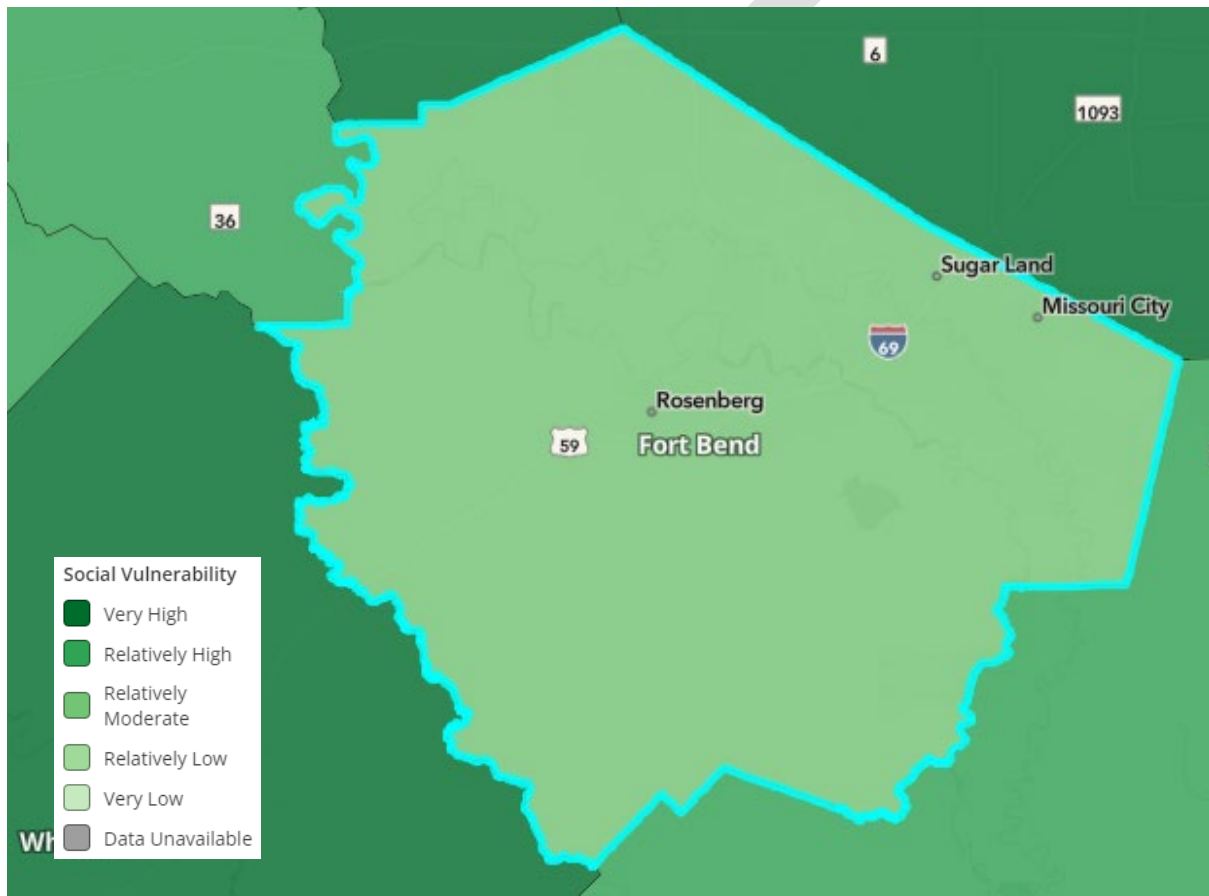 6
1093
36
Sugar Land
Missouri City
69
Rosenberg
59
Fort Bend
Social Vulnerability
Very High
Relatively High
Relatively
Moderate
Relatively Low
Very Low
Data Unavailable